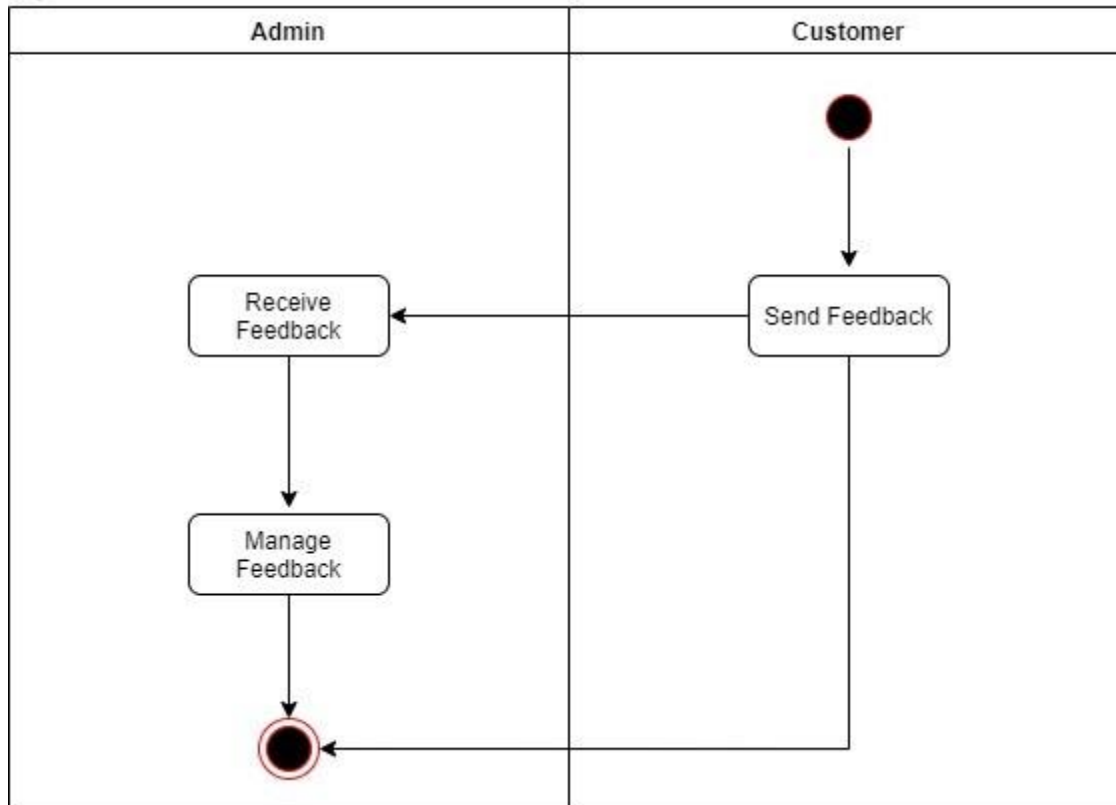 Admin
Customer
Receive
Feedback
Send Feedback
Manage
Feedback